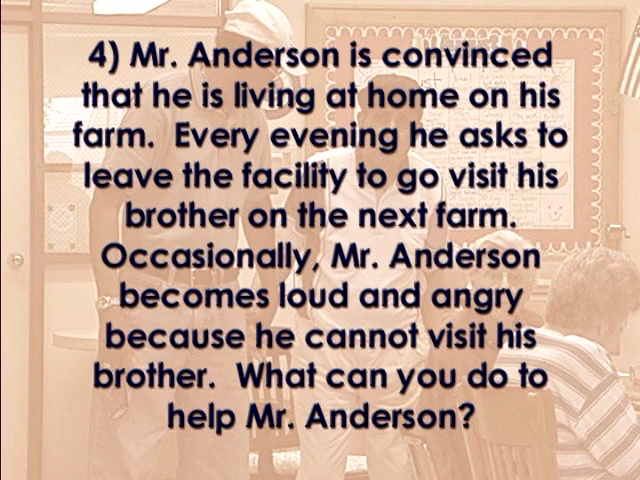 4) Mr. Anderson is convinced
that he is living at home on his
farm.  Every evening he asks to
leave the facility to go visit his
brother on the next farm.
Occasionally, Mr. Anderson
becomes loud and angry
because he cannot visit his
brother.  What can you do to
help Mr. Anderson?